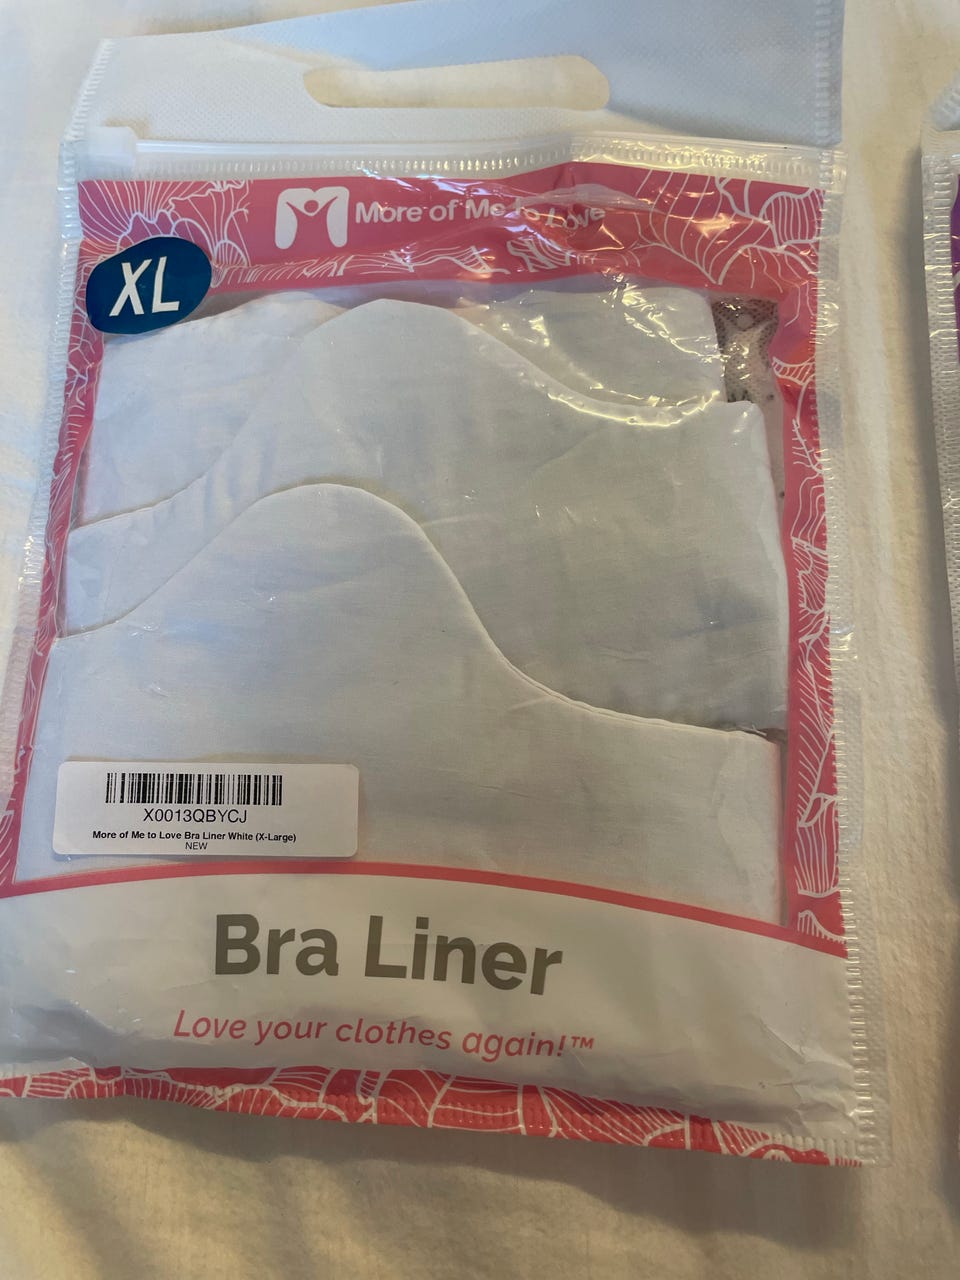 More of Me to Love
XL
X0013QBYCJ
More of Me to Love Bra Liner White (X-Large)
NEW
Bra Liner
Love your clothes again!™